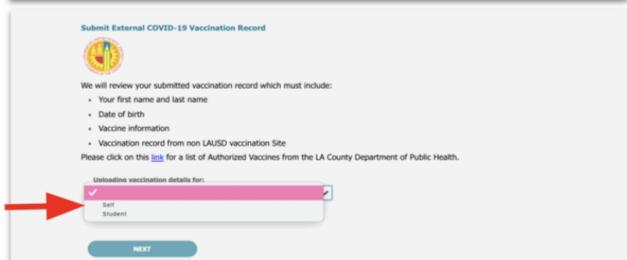 Submit External COVID-19 Vaccination Record
We will review your submitted vaccination record which must include:
• Your first name and last name
• Date of birth
• Vaccine information
• Vaccination record from non LAUSD vaccination Site
Please click on this link for a list of Authorized Vaccines from the LA County Department of Public Health.
Uploading vaccination details for:
Self
Student
NEXT